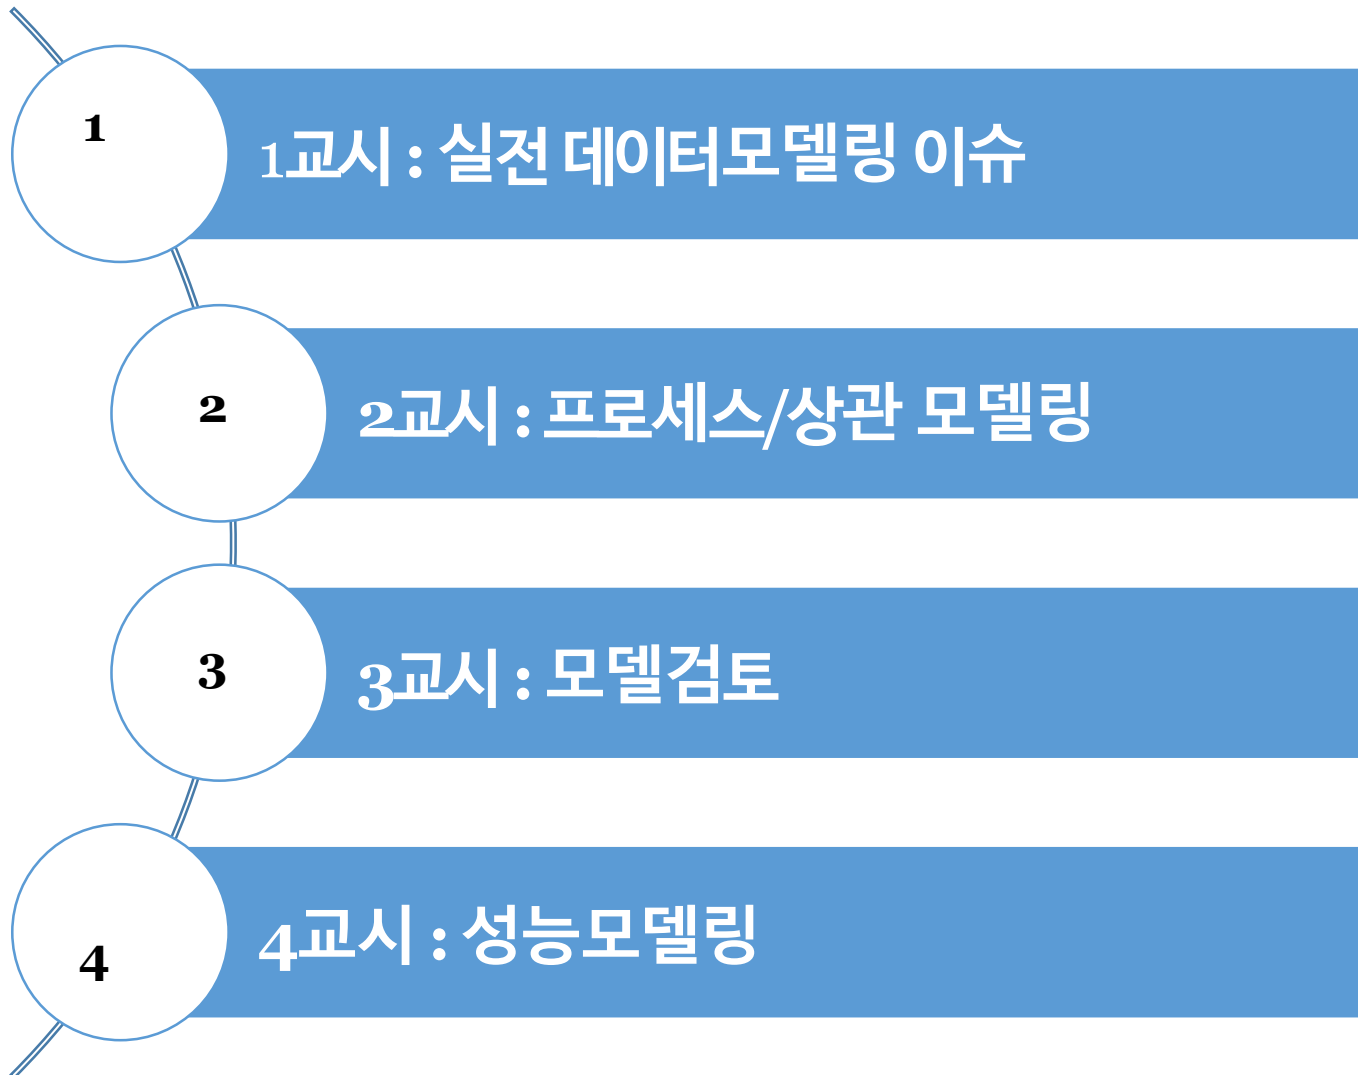 1
1교시 : 실전 데이터모델링 이슈
2
2교시 : 프로세스/상관 모델링
3
3교시 : 모델검토
4
4교시 : 성능모델링